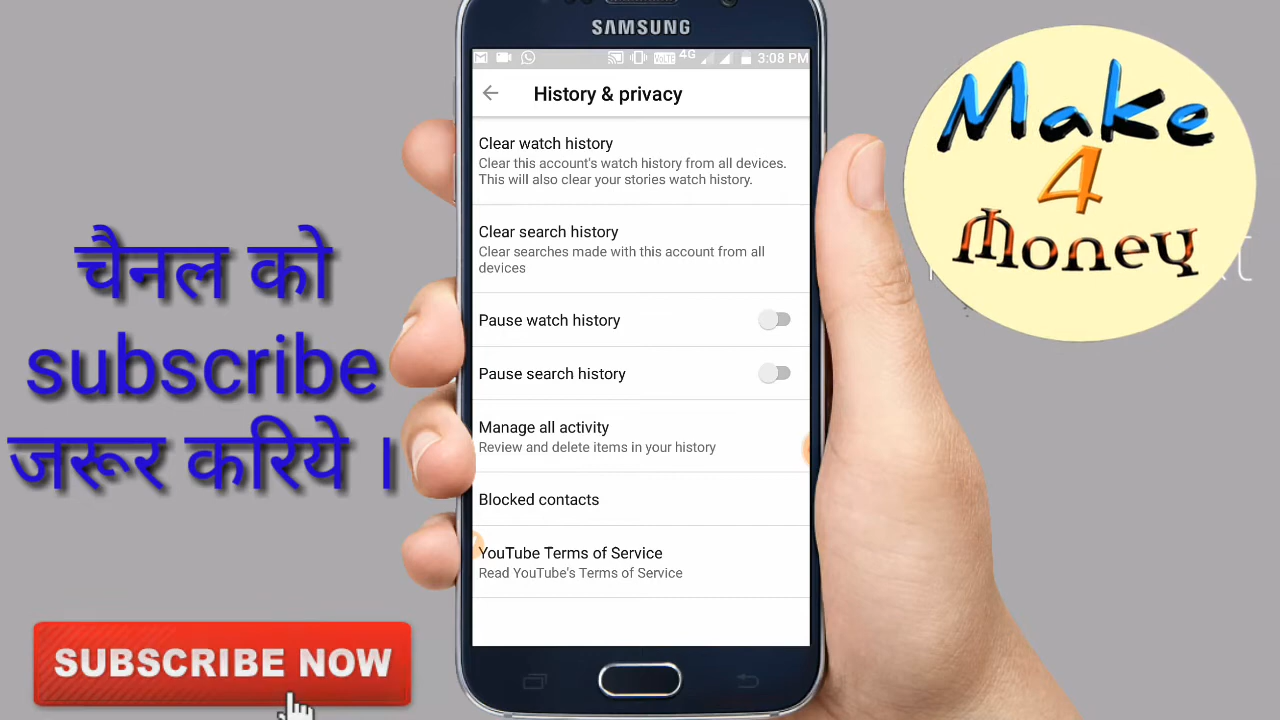 SAMSUNG
VoLTE 4G 3:08 PM
History & privacy
Clear watch history
Clear this account's watch history from all devices.
This will also clear your stories watch history.
Clear search history
Clear searches made with this account from all
devices
Pause watch history
Pause search history
Manage all activity
Review and delete items in your history
Blocked contacts
YouTube Terms of Service
Read YouTube's Terms of Service
चैनल को
subscribe
जरूर करिये ।
SUBSCRIBE NOW
Make
4
Money